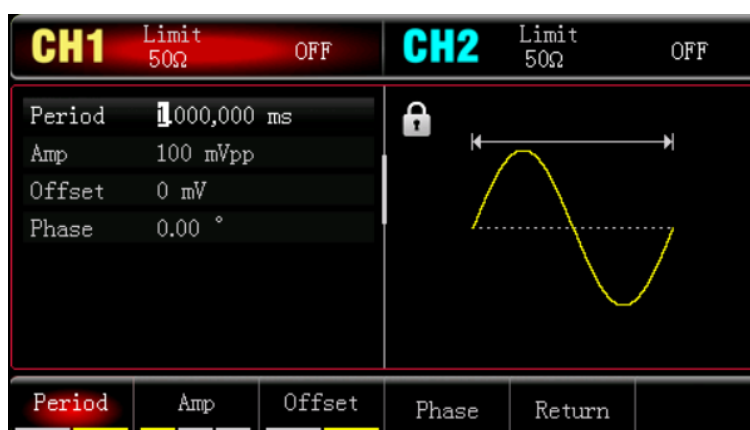 CH1 Limit 50Ω OFF CH2 Limit 50Ω OFF
Period 1.000,000 ms
Amp 100 mVpp
Offset 0 mV
Phase 0.00 °
Period Amp Offset Phase Return